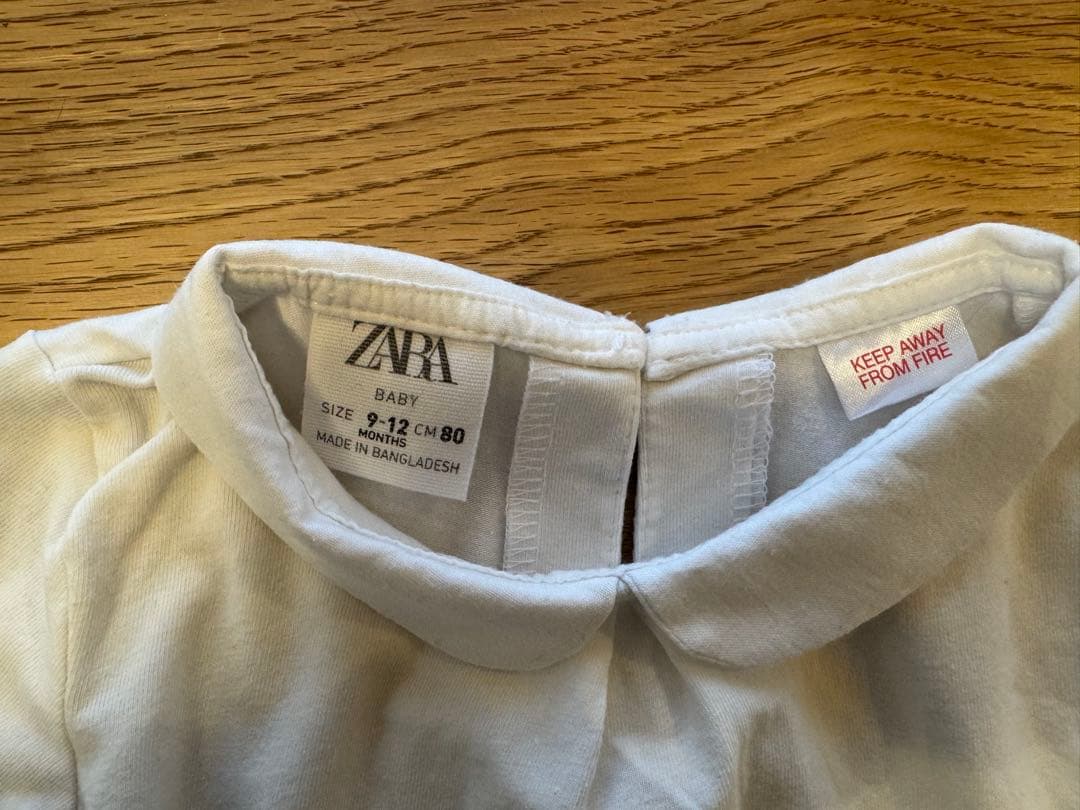 ZARA
BABY
SIZE 9-12 CM 80
MONTHS
MADE IN BANGLADESH
KEEP AWAY
FROM FIRE